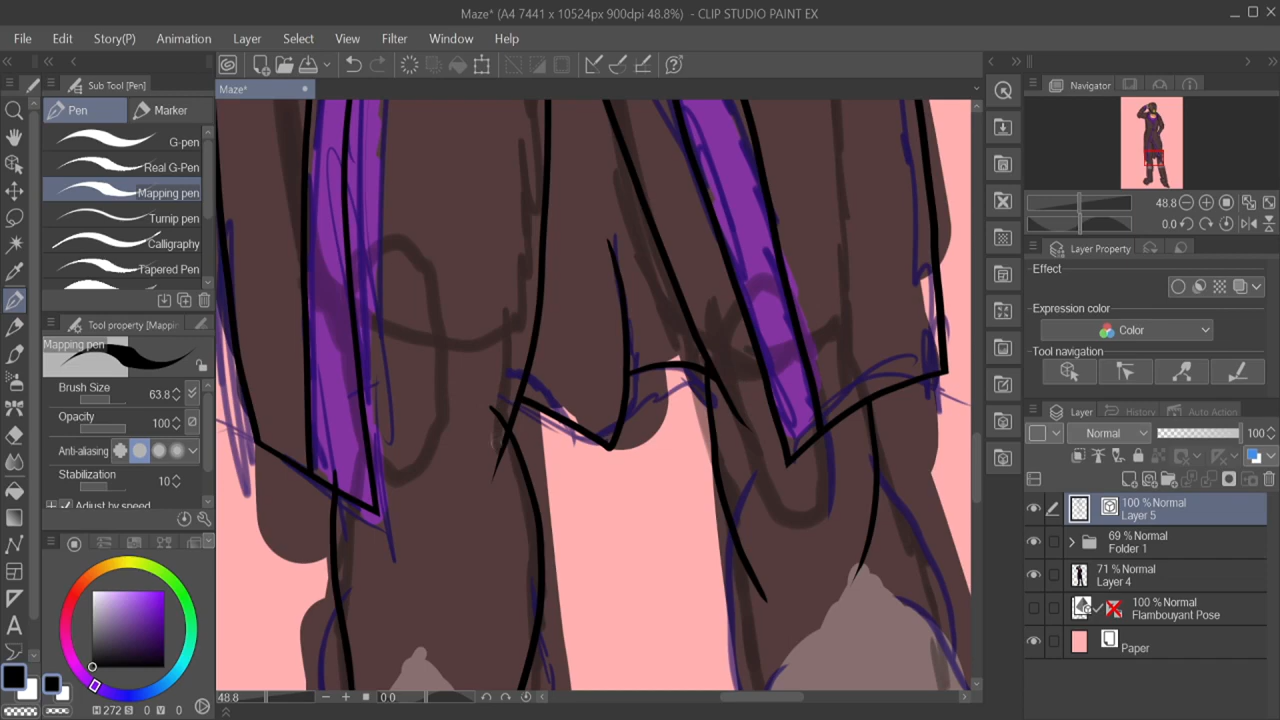 Maze* (A4 7441 x 10524px 900dpi 48.8%) - CLIP STUDIO PAINT EX
File Edit Story(P) Animation Layer Select View Filter Window Help
Sub Tool [Pen]
Maze*
Navigator
Pen Marker
G-pen
Real G-Pen
Mapping pen
Turnip pen
Calligraphy
Tapered Pen
48.8
0.0
Layer Property
Effect
Expression color
Color
Tool navigation
Tool property [Mappin
Mapping pen
Brush Size 63.8
Opacity 100
Anti-aliasing
Stabilization 10
Adjust by speed
Layer History Auto Action
Normal 100
100 % Normal
Layer 5
69 % Normal
Folder 1
71 % Normal
Layer 4
100 % Normal
Flambouyant Pose
Paper
H 272 S 0 V 0
48.8 0.0